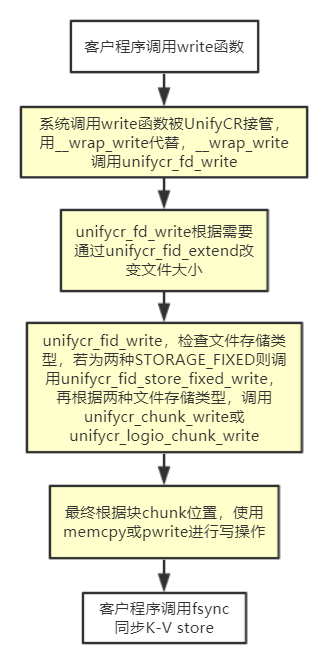 客户程序调用write函数
系统调用write函数被UnifyCR接管，
用__wrap_write代替，__wrap_write
调用unifycr_fd_write
unifycr_fd_write根据需要
通过unifycr_fid_extend改
变文件大小
unifycr_fid_write，检查文件存储类
型，若为两种STORAGE_FIXED则调
用unifycr_fid_store_fixed_write，
再根据两种文件存储类型，调用
unifycr_chunk_write或
unifycr_logio_chunk_write
最终根据块chunk位置，使用
memcpy或pwrite进行写操作
客户程序调用fsync
同步K-V store